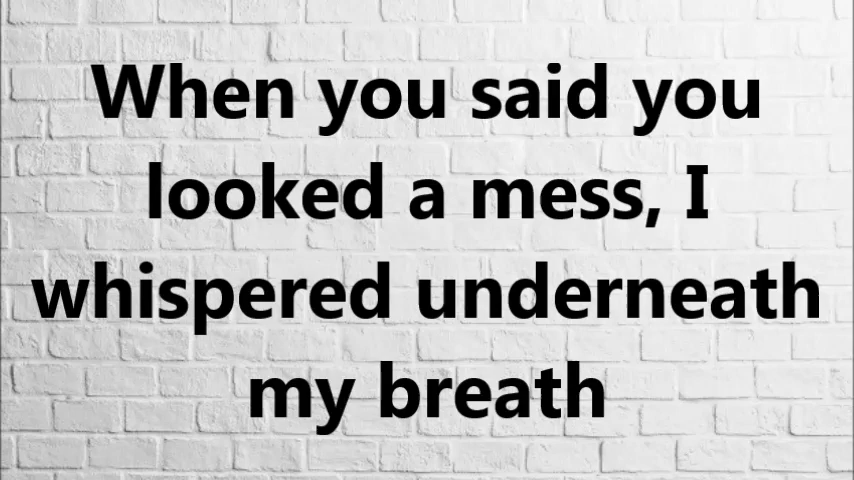 When you said you
looked a mess, I
whispered underneath
my breath